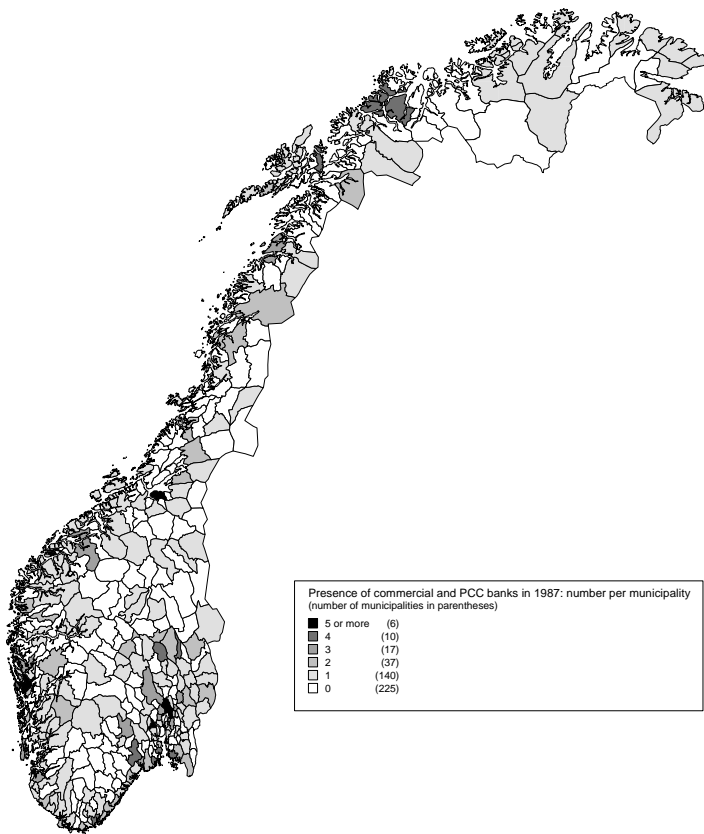 Presence of commercial and PCC banks in 1987: number per municipality
(number of municipalities in parentheses)
5 or more (6)
4 (10)
3 (17)
2 (37)
1 (140)
0 (225)